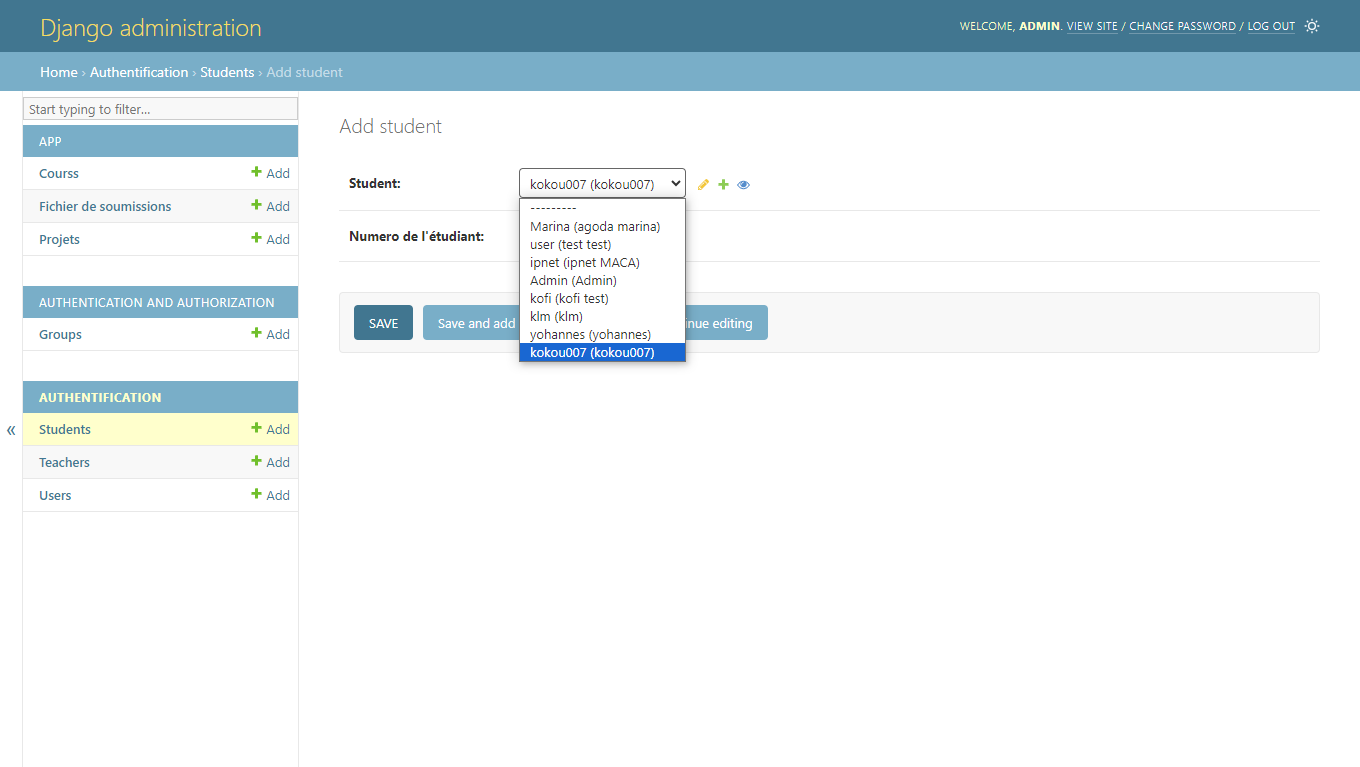 Django administration
WELCOME, ADMIN. VIEW SITE / CHANGE PASSWORD / LOG OUT
Home › Authentification › Students › Add student
Start typing to filter...
APP
Courss + Add
Fichier de soumissions + Add
Projets + Add
AUTHENTICATION AND AUTHORIZATION
Groups + Add
AUTHENTIFICATION
«
Students + Add
Teachers + Add
Users + Add
Add student
Student:
kokou007 (kokou007)
---------
Marina (agoda marina)
user (test test)
ipnet (ipnet MACA)
Admin (Admin)
kofi (kofi test)
klm (klm)
yohannes (yohannes)
kokou007 (kokou007)
Numero de l'étudiant:
SAVE
Save and add
editing